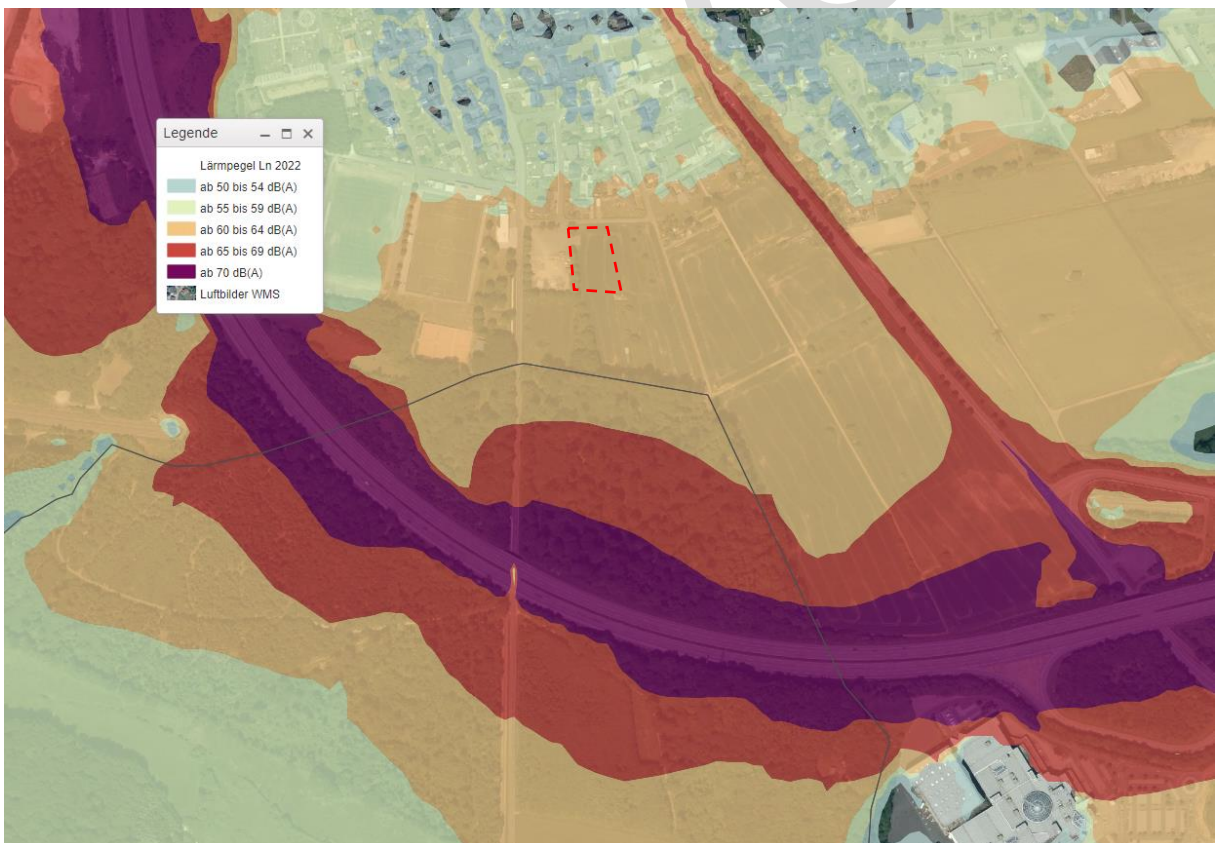 Legende
Lärmpegel Ln 2022
ab 50 bis 54 dB(A)
ab 55 bis 59 dB(A)
ab 60 bis 64 dB(A)
ab 65 bis 69 dB(A)
ab 70 dB(A)
Luftbilder WMS